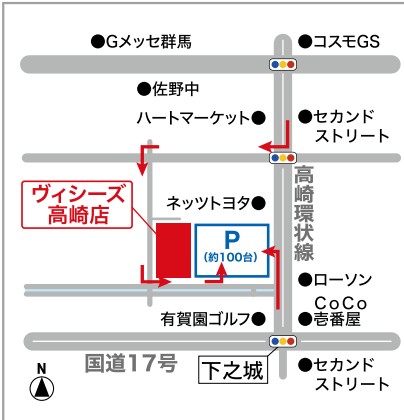 ●Gメッセ群馬
●コスモGS
●佐野中
ハートマーケット●
●セカンド
ストリート
ヴィシーズ
高崎店
ネッツトヨタ●
高崎環状線
P
(約100台)
●ローソン
CoCo
●壱番屋
有賀園ゴルフ●
国道17号
下之城
●セカンド
ストリート
N